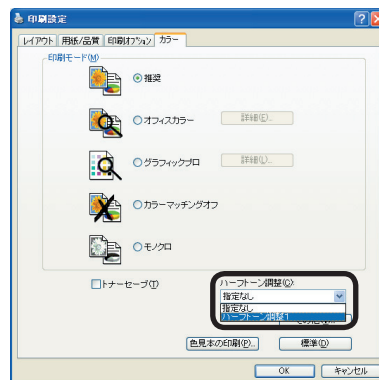 印刷設定
レイアウト 用紙/品質 印刷オプション カラー
印刷モード(M)
推奨
オフィスカラー 詳細(E)...
グラフィックプロ 詳細(L)...
カラーマッチングオフ
モノクロ
トナーセーブ(T) ハーフトーン調整(C):
指定なし
指定なし
ハーフトーン調整1
色見本の印刷(P)... 標準(D)
OK キャンセル